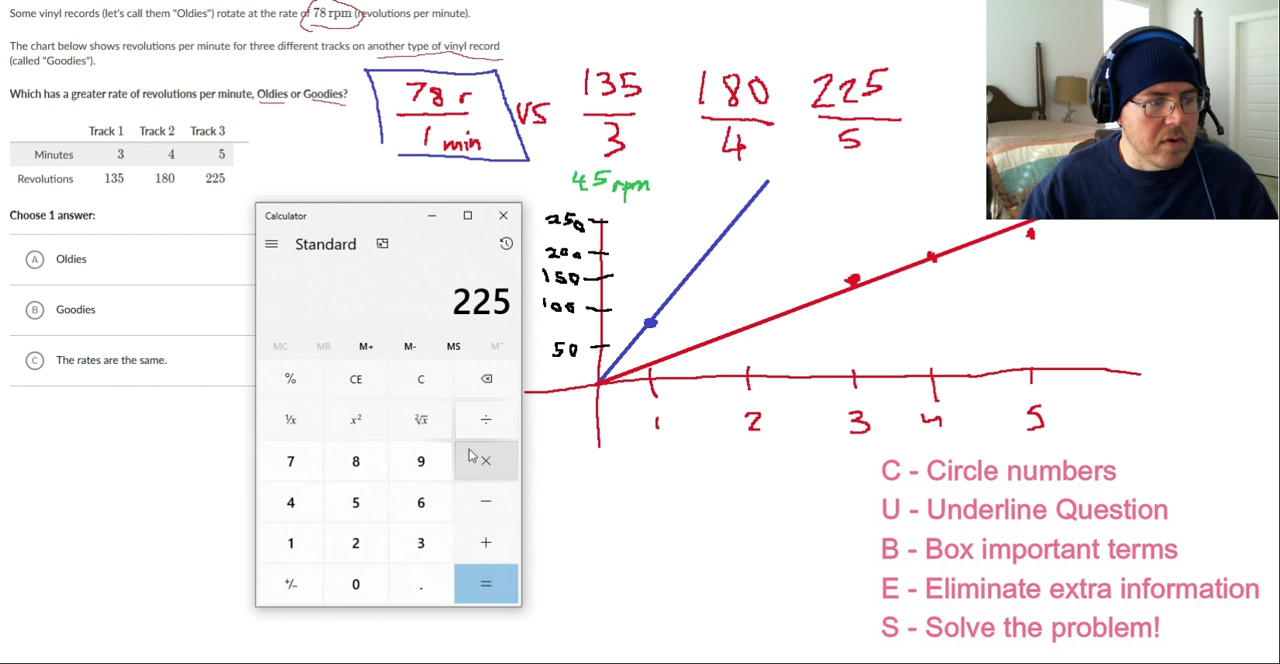 Some vinyl records (let's call them "Oldies") rotate at the rate of 78 rpm (revolutions per minute).
The chart below shows revolutions per minute for three different tracks on another type of vinyl record
(called "Goodies").
Which has a greater rate of revolutions per minute, Oldies or Goodies?
Track 1 Track 2 Track 3
Minutes 3 4 5
Revolutions 135 180 225
Choose 1 answer:
A Oldies
B Goodies
C The rates are the same.
78 r
1 min
vs
135
3
180
4
225
5
45 rpm
250
200
150
100
50
1 2 3 4 5
Calculator
Standard
225
MC MR M+ M- MS M˅
% CE C
⅟x x² ²√x ÷
7 8 9 ×
4 5 6 −
1 2 3 +
+/- 0 . =
C - Circle numbers
U - Underline Question
B - Box important terms
E - Eliminate extra information
S - Solve the problem!